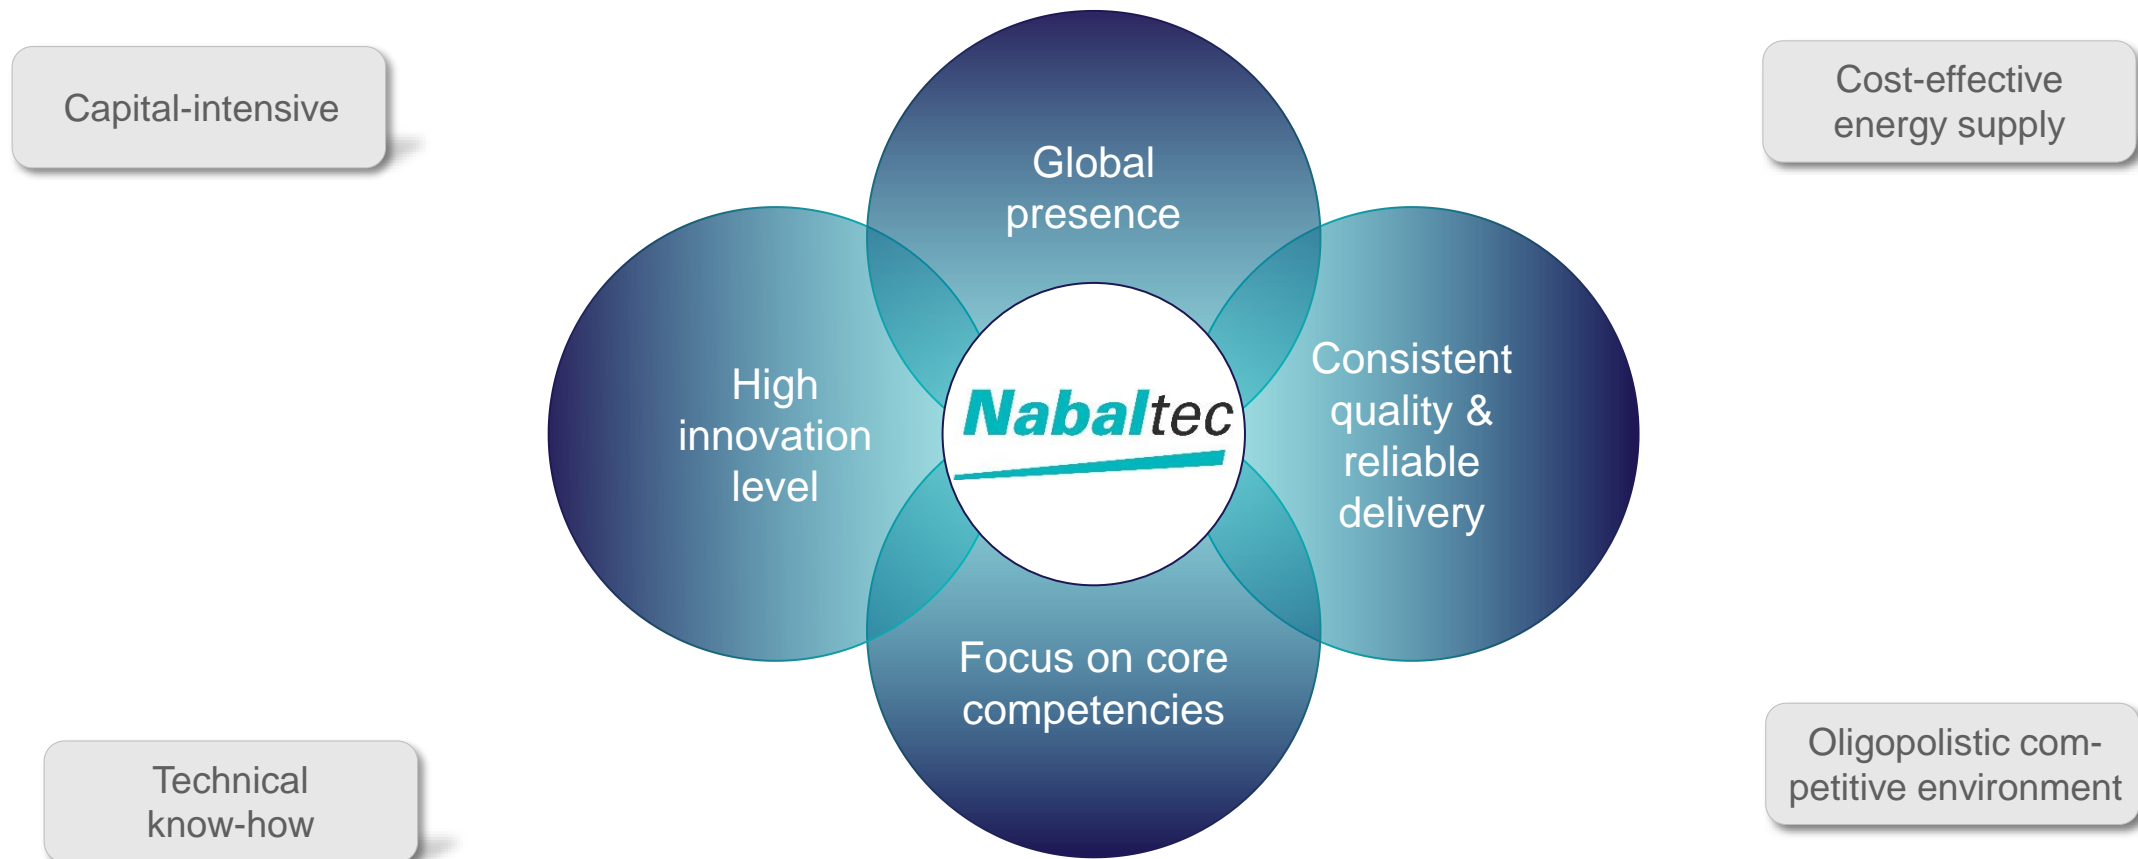 Capital-intensive
Cost-effective
energy supply
Global
presence
High
innovation
level
Nabaltec
Consistent
quality &
reliable
delivery
Focus on core
competencies
Technical
know-how
Oligopolistic com-
petitive environment